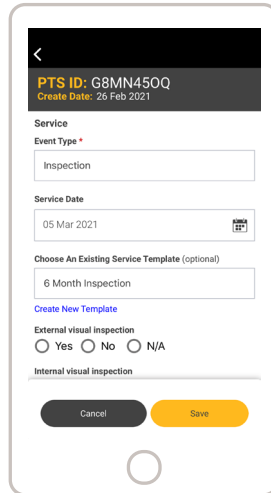 PTS ID: G8MN45OQ
Create Date: 26 Feb 2021
Service
Event Type *
Inspection
Service Date
05 Mar 2021
Choose An Existing Service Template (optional)
6 Month Inspection
Create New Template
External visual inspection
Yes No N/A
Internal visual inspection
Cancel Save